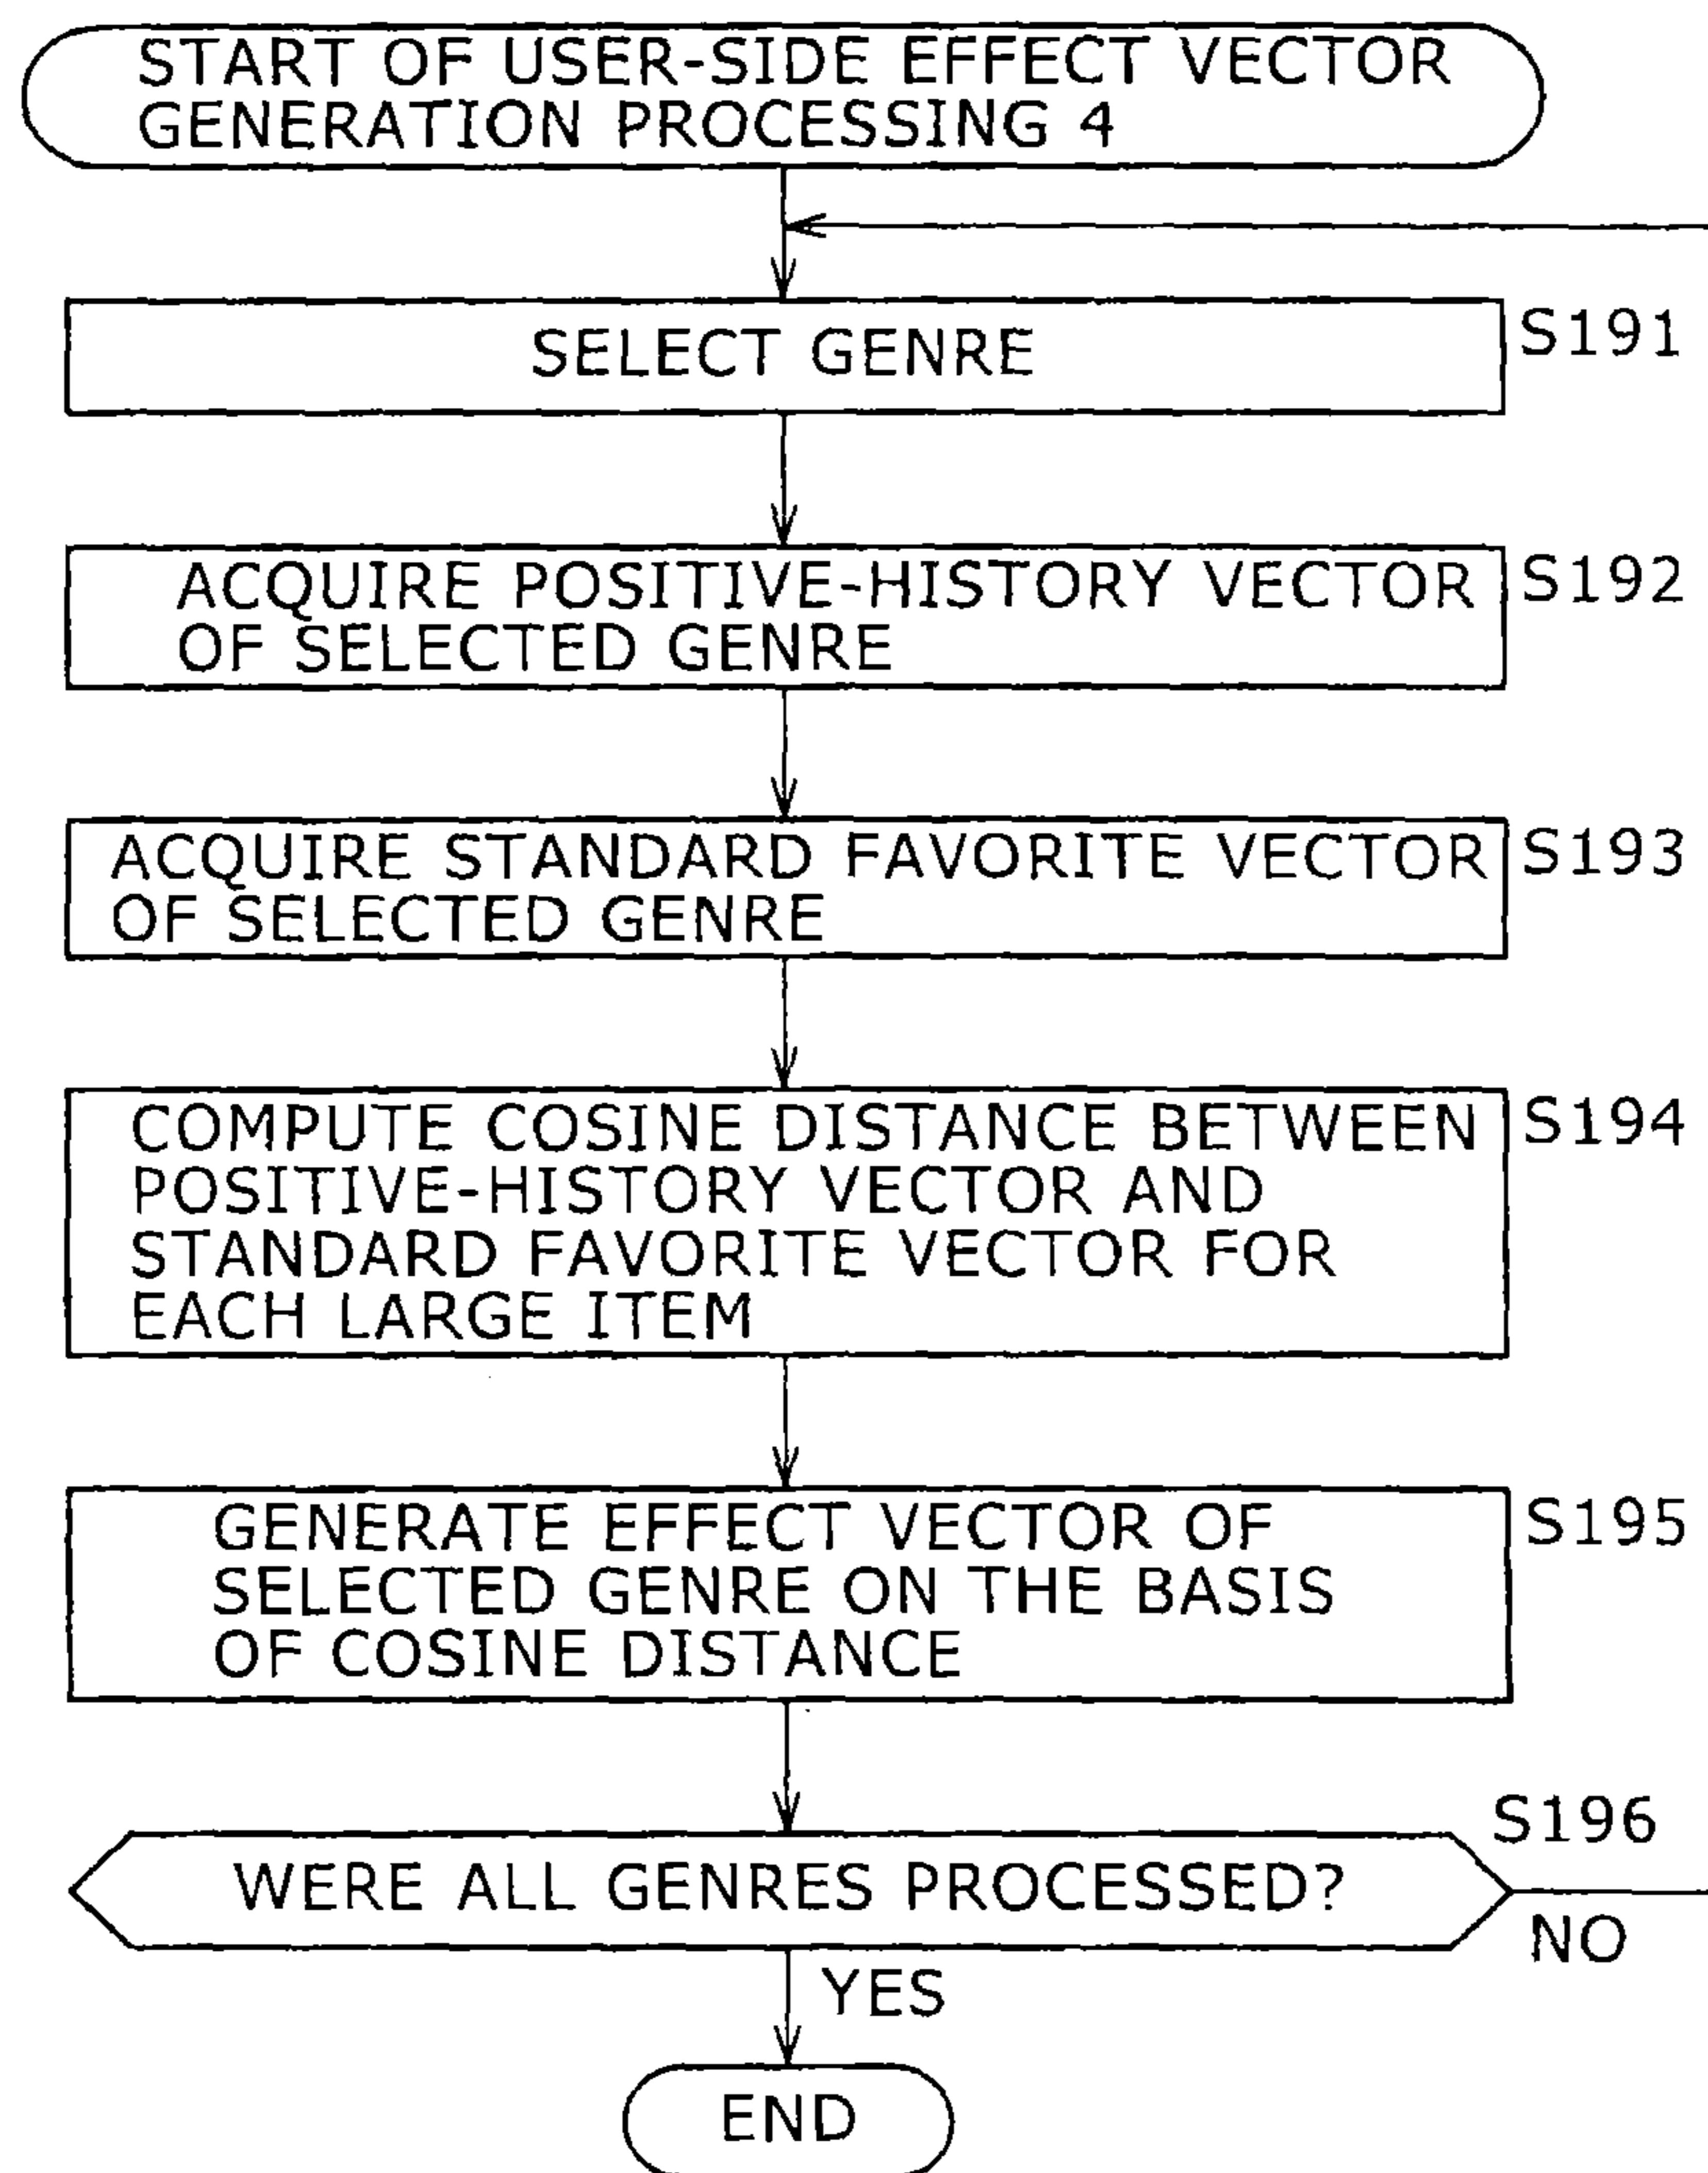 START OF USER-SIDE EFFECT VECTOR
GENERATION PROCESSING 4
SELECT GENRE
S191
ACQUIRE POSITIVE-HISTORY VECTOR
OF SELECTED GENRE
S192
ACQUIRE STANDARD FAVORITE VECTOR
OF SELECTED GENRE
S193
COMPUTE COSINE DISTANCE BETWEEN
POSITIVE-HISTORY VECTOR AND
STANDARD FAVORITE VECTOR FOR
EACH LARGE ITEM
S194
GENERATE EFFECT VECTOR OF
SELECTED GENRE ON THE BASIS
OF COSINE DISTANCE
S195
S196
WERE ALL GENRES PROCESSED?
NO
YES
END